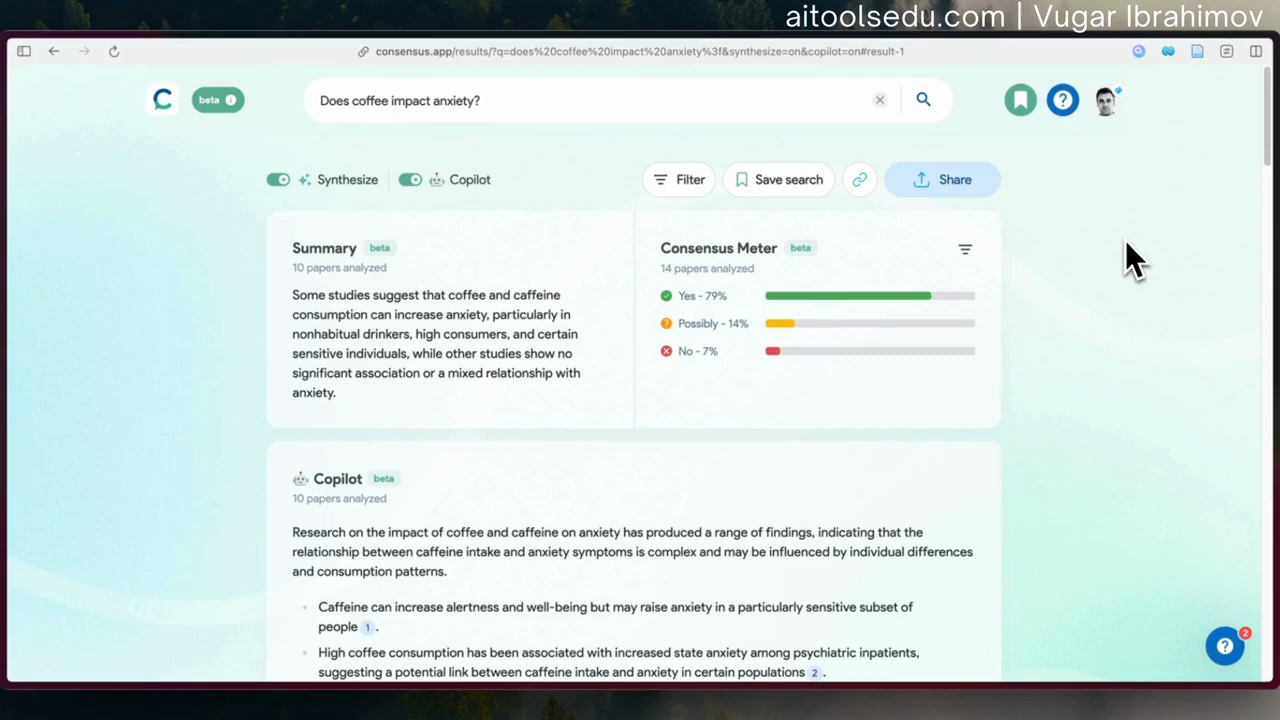 aitoolsedu.com | Vugar Ibrahimov
consensus.app/results/?q=does%20coffee%20impact%20anxiety%3f&synthesize=on&copilot=on#result-1
beta
Does coffee impact anxiety?
Synthesize
Copilot
Filter
Save search
Share
Summary beta
10 papers analyzed
Some studies suggest that coffee and caffeine
consumption can increase anxiety, particularly in
nonhabitual drinkers, high consumers, and certain
sensitive individuals, while other studies show no
significant association or a mixed relationship with
anxiety.
Consensus Meter beta
14 papers analyzed
Yes - 79%
Possibly - 14%
No - 7%
Copilot beta
10 papers analyzed
Research on the impact of coffee and caffeine on anxiety has produced a range of findings, indicating that the
relationship between caffeine intake and anxiety symptoms is complex and may be influenced by individual differences
and consumption patterns.
Caffeine can increase alertness and well-being but may raise anxiety in a particularly sensitive subset of
people 1 .
High coffee consumption has been associated with increased state anxiety among psychiatric inpatients,
suggesting a potential link between caffeine intake and anxiety in certain populations 2 .
2